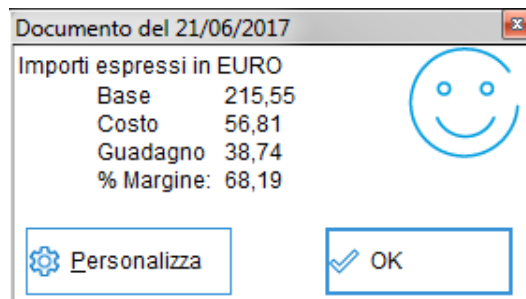 Documento del 21/06/2017
Importi espressi in EURO
Base 215,55
Costo 56,81
Guadagno 38,74
% Margine: 68,19
Personalizza
OK